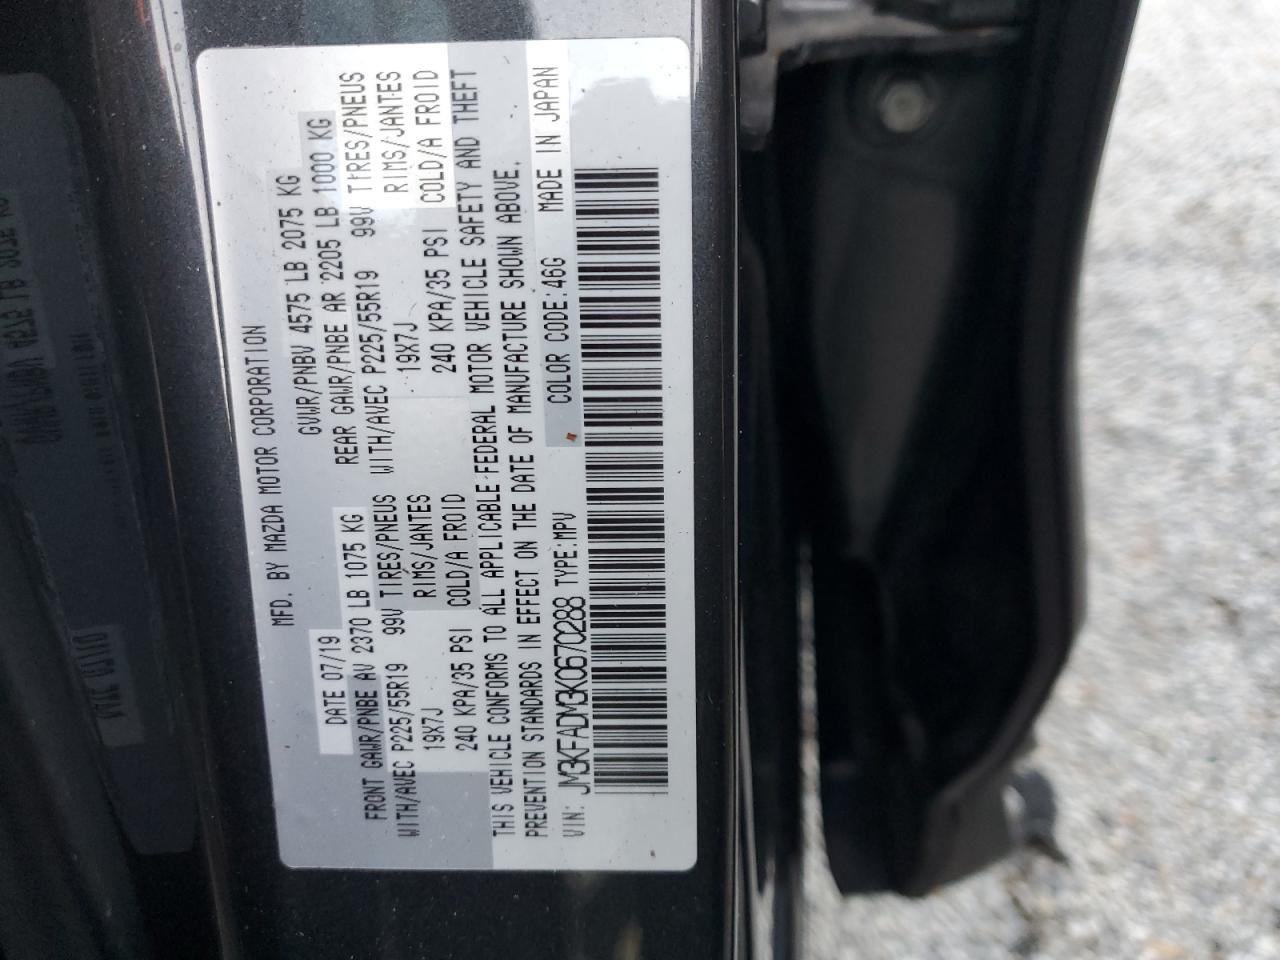 MFD. BY MAZDA MOTOR CORPORATION
DATE 07/19 GVWR/PNBV 4575 LB 2075 KG
FRONT GAWR/PNBE AV 2370 LB 1075 KG REAR GAWR/PNBE AR 2205 LB 1000 KG
WITH/AVEC P225/55R19 99V TIRES/PNEUS WITH/AVEC P225/55R19 99V TIRES/PNEUS
19X7J RIMS/JANTES 19X7J RIMS/JANTES
240 KPA/35 PSI COLD/A FROID 240 KPA/35 PSI COLD/A FROID
THIS VEHICLE CONFORMS TO ALL APPLICABLE FEDERAL MOTOR VEHICLE SAFETY AND THEFT
PREVENTION STANDARDS IN EFFECT ON THE DATE OF MANUFACTURE SHOWN ABOVE.
VIN: JM3KFADM3K0670288 TYPE:MPV COLOR CODE:46G MADE IN JAPAN